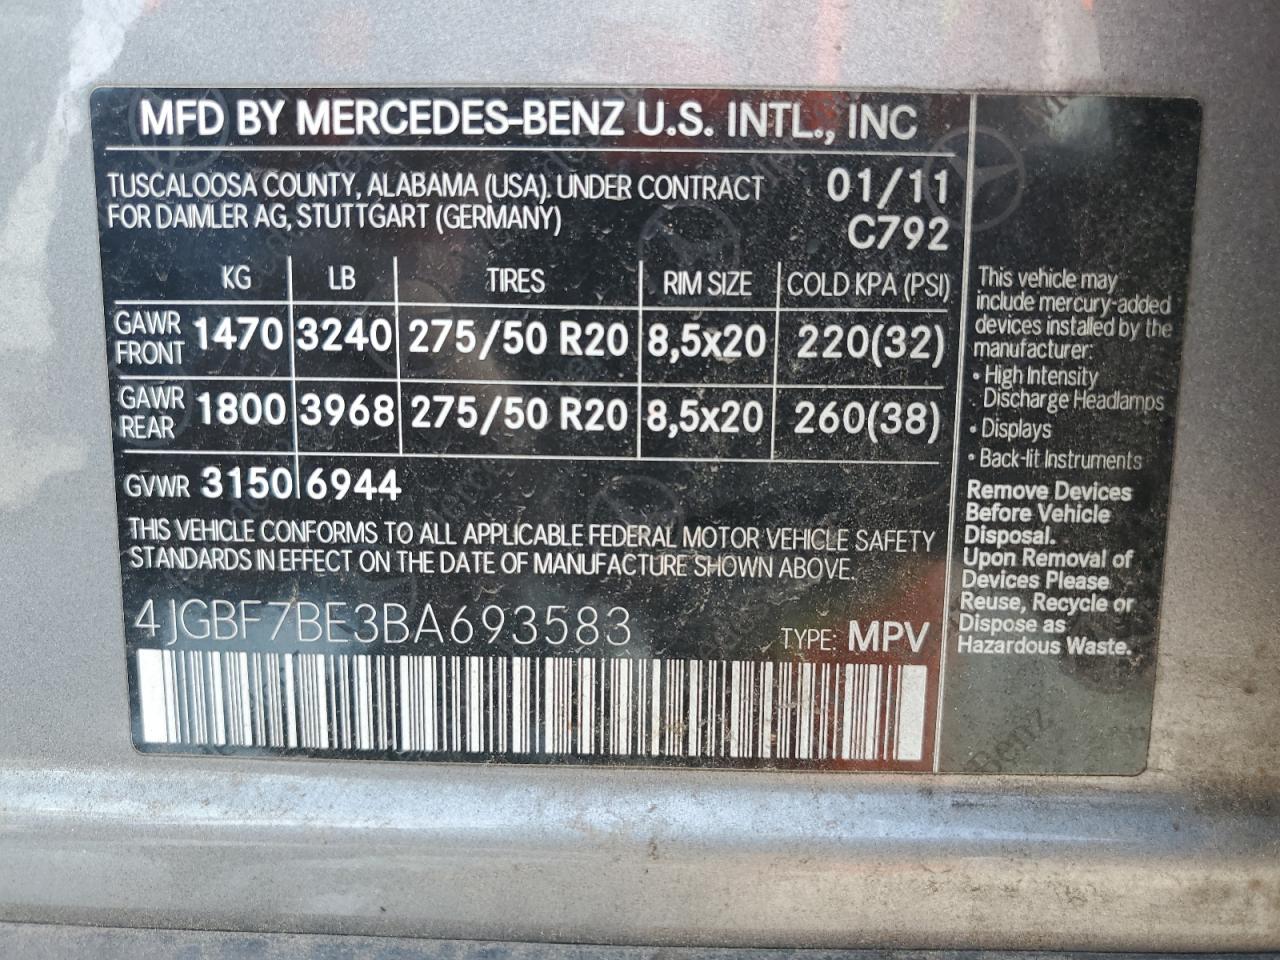 MFD BY MERCEDES-BENZ U.S. INTL., INC
TUSCALOOSA COUNTY, ALABAMA (USA). UNDER CONTRACT
FOR DAIMLER AG, STUTTGART (GERMANY)
01/11
C792
KG LB TIRES RIM SIZE COLD KPA (PSI)
GAWR
FRONT 1470 3240 275/50 R20 8,5x20 220(32)
GAWR
REAR 1800 3968 275/50 R20 8,5x20 260(38)
GVWR 3150 6944
THIS VEHICLE CONFORMS TO ALL APPLICABLE FEDERAL MOTOR VEHICLE SAFETY
STANDARDS IN EFFECT ON THE DATE OF MANUFACTURE SHOWN ABOVE.
4JGBF7BE3BA693583
TYPE: MPV
This vehicle may
include mercury-added
devices installed by the
manufacturer:
• High Intensity
Discharge Headlamps
• Displays
• Back-lit Instruments
Remove Devices
Before Vehicle
Disposal.
Upon Removal of
Devices Please
Reuse, Recycle or
Dispose as
Hazardous Waste.